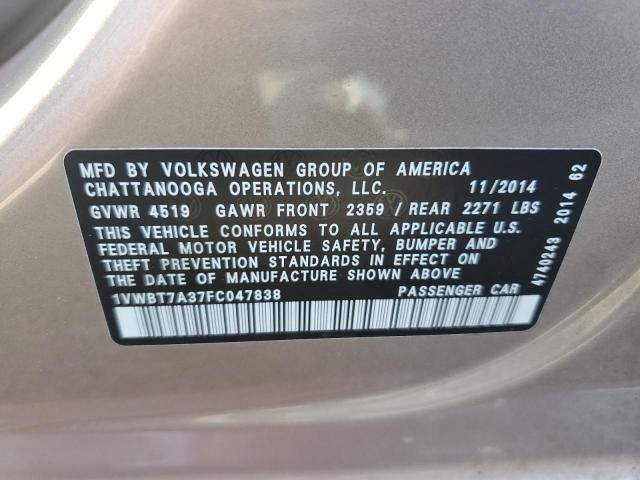 MFD BY VOLKSWAGEN GROUP OF AMERICA
CHATTANOOGA OPERATIONS, LLC. 11/2014
GVWR 4519 GAWR FRONT 2359 / REAR 2271 LBS
THIS VEHICLE CONFORMS TO ALL APPLICABLE U.S.
FEDERAL MOTOR VEHICLE SAFETY, BUMPER AND
THEFT PREVENTION STANDARDS IN EFFECT ON
THE DATE OF MANUFACTURE SHOWN ABOVE
1VWBT7A37FC047838 PASSENGER CAR
4740243 2014 62